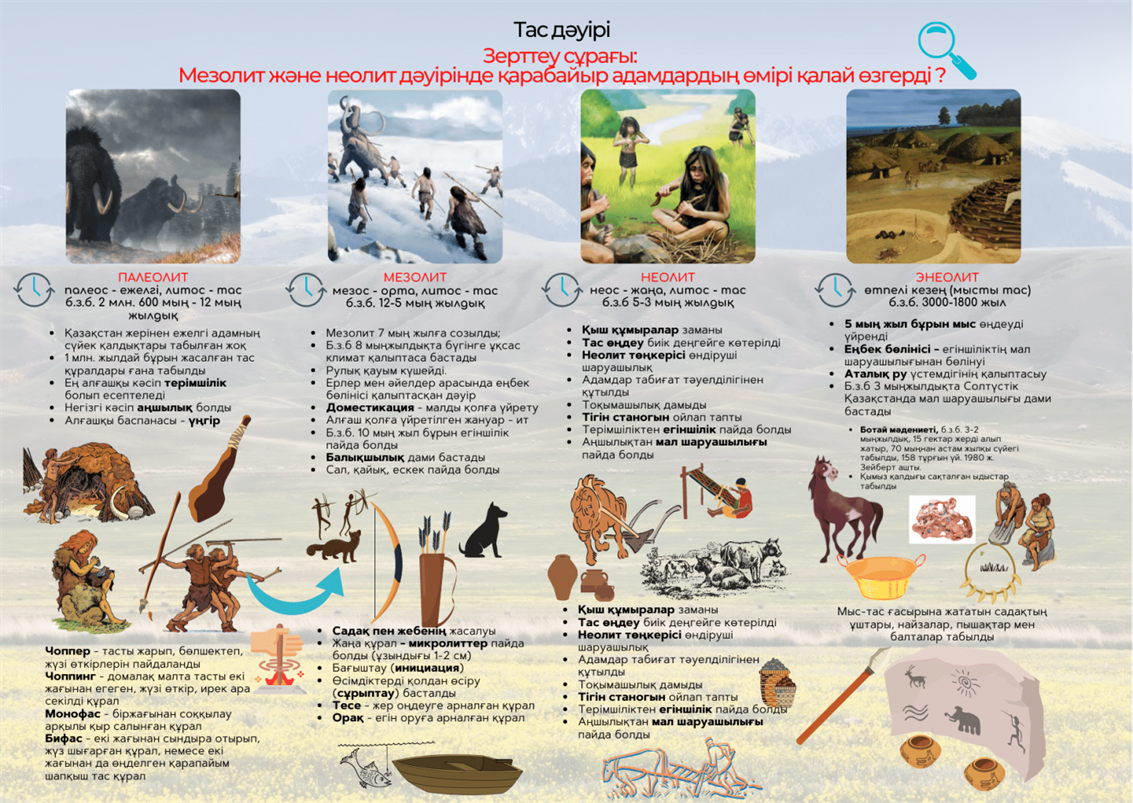 Тас дәуірі
Зерттеу сұрағы:
Мезолит және неолит дәуірінде қарабайыр адамдардың өмірі қалай өзгерді ?
ПАЛЕОЛИТ
палеос - ежелгі, литос - тас
б.з.б. 2 млн. 600 мың - 12 мың
жылдық
• Қазақстан жерінен ежелгі адамның
сүйек қалдықтары табылған жоқ
• 1 млн. жылдай бұрын жасалған тас
құралдары ғана табылды
• Ең алғашқы кәсіп терімшілік
болып есептеледі
• Негізгі кәсіп аңшылық болды
• Алғашқы баспанасы - үңгір
Чоппер - тасты жарып, бөлшектеп,
жүзі өткірлерін пайдаланды
Чоппинг - домалақ малта тасты екі
жағынан егеген, жүзі өткір, ирек ара
секілді құрал
Монофас - біржағынан соққылау
арқылы қыр салынған құрал
Бифас - екі жағынан сындыра отырып,
жүз шығарған құрал, немесе екі
жағынан да өңделген қарапайым
шапқыш тас құрал
МЕЗОЛИТ
мезос - орта, литос - тас
б.з.б. 12-5 мың жылдық
• Мезолит 7 мың жылға созылды;
• Б.з.б 8 мыңжылдықта бүгінге ұқсас
климат қалыптаса бастады
• Рулық қауым күшейді.
• Ерлер мен әйелдер арасында еңбек
бөлінісі қалыптасқан дәуір
• Доместикация - малды қолға үйрету
• Алғаш қолға үйретілген жануар - ит
• Б.з.б. 10 мың жыл бұрын егіншілік
пайда болды
• Балықшылық дами бастады
• Сал, қайық, ескек пайда болды
• Садақ пен жебенің жасалуы
• Жаңа құрал - микролиттер пайда
болды (ұзындығы 1-2 см)
• Бағыштау (инициация)
• Өсімдіктерді қолдан өсіру
(сұрыптау) басталды
• Тесе - жер оңдеуге арналған құрал
• Орақ - егін оруға арналған құрал
НЕОЛИТ
неос - жаңа, литос - тас
б.з.б 5-3 мың жылдық
• Қыш құмыралар заманы
• Тас өңдеу биік деңгейге көтерілді
• Неолит төңкерісі өндіруші
шаруашылық
• Адамдар табиғат тәуелділігінен
құтылды
• Тоқымашылық дамыды
• Тігін станогын ойлап тапты
• Терімшіліктен егіншілік пайда болды
• Аңшылықтан мал шаруашылығы
пайда болды
• Қыш құмыралар заманы
• Тас өңдеу биік деңгейге көтерілді
• Неолит төңкерісі өндіруші
шаруашылық
• Адамдар табиғат тәуелділігінен
құтылды
• Тоқымашылық дамыды
• Тігін станогын ойлап тапты
• Терімшіліктен егіншілік пайда болды
• Аңшылықтан мал шаруашылығы
пайда болды
ЭНЕОЛИТ
өтпелі кезең (мысты тас)
б.з.б. 3000-1800 жыл
• 5 мың жыл бұрын мыс өңдеуді
үйренді
• Еңбек бөлінісі - егіншіліктің мал
шаруашылығынан бөлінуі
• Аталық ру үстемдігінің қалыптасуы
• Б.з.б 3 мыңжылдықта Солтүстік
Қазақстанда мал шаруашылығы дами
бастады
• Ботай мәдениеті, б.з.б. 3-2
мыңжылдық, 15 гектар жерді алып
жатыр, 70 мыңнан астам жылқы сүйегі
табылды, 158 тұрғын үй. 1980 ж.
Зейберт ашты.
• Қымыз қалдығы сақталған ыдыстар
табылды
Мыс-тас ғасырына жататын садақтың
ұштары, найзалар, пышақтар мен
балталар табылды